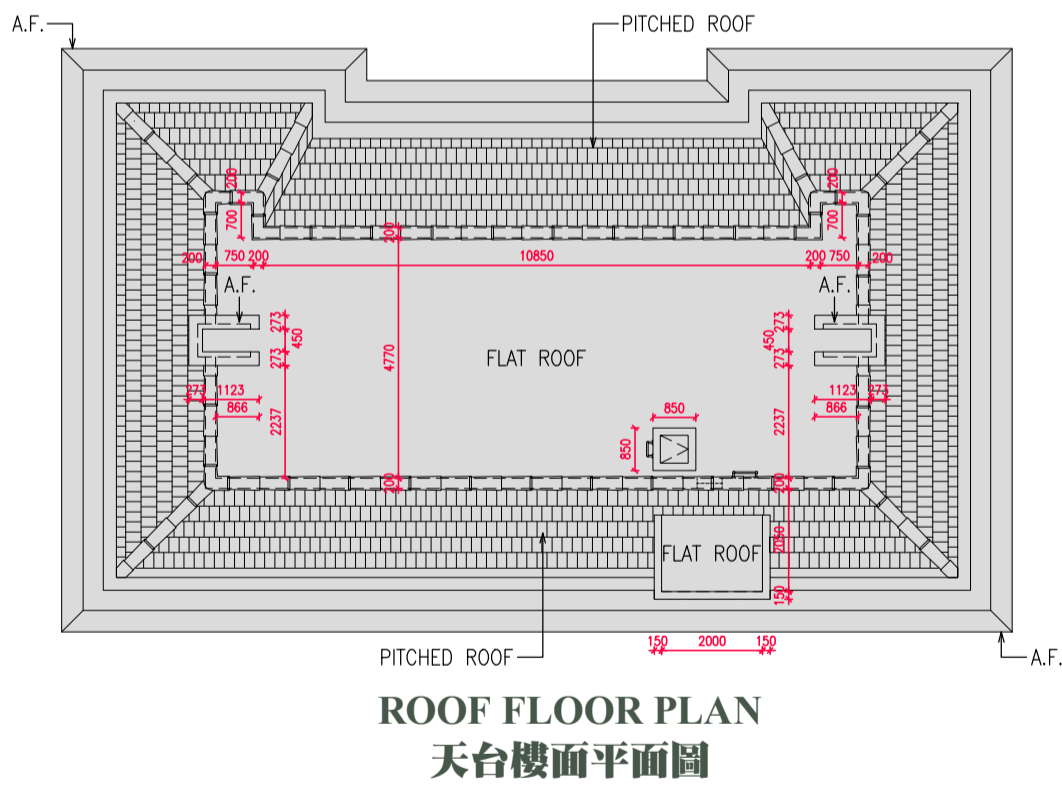 A.F.
PITCHED ROOF
200
200
700
700
200
200 750 200 10850 200 750 200
A.F.
A.F.
273
450
273
4770
FLAT ROOF
273
450
273
273 1123
866
2237
850
850
1123 273
866
2237
200
200
FLAT ROOF
2050
150
150 2000 150
PITCHED ROOF
A.F.
ROOF FLOOR PLAN
天台樓面平面圖